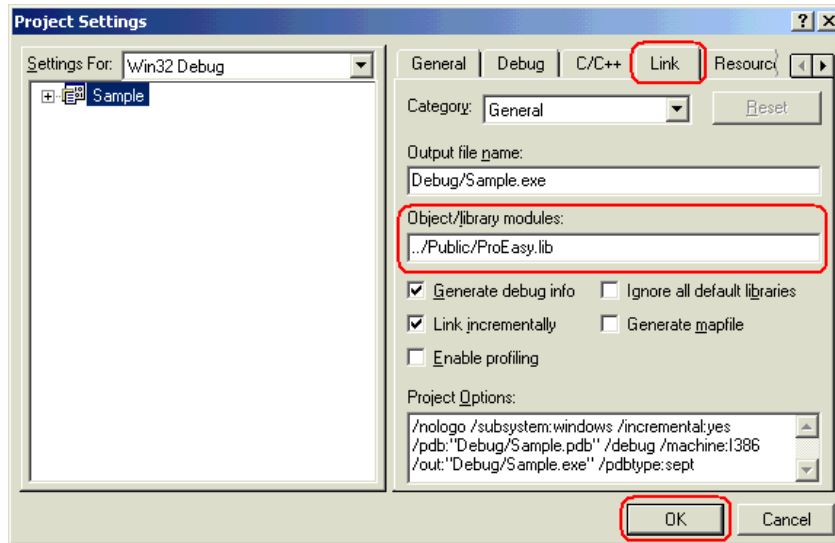 Project Settings
Settings For: Win32 Debug
Sample
General Debug C/C++ Link Resourc
Category: General Reset
Output file name:
Debug/Sample.exe
Object/library modules:
../Public/ProEasy.lib
Generate debug info Ignore all default libraries
Link incrementally Generate mapfile
Enable profiling
Project Options:
/nologo /subsystem:windows /incremental:yes
/pdb:"Debug/Sample.pdb" /debug /machine:I386
/out:"Debug/Sample.exe" /pdbtype:sept
OK Cancel